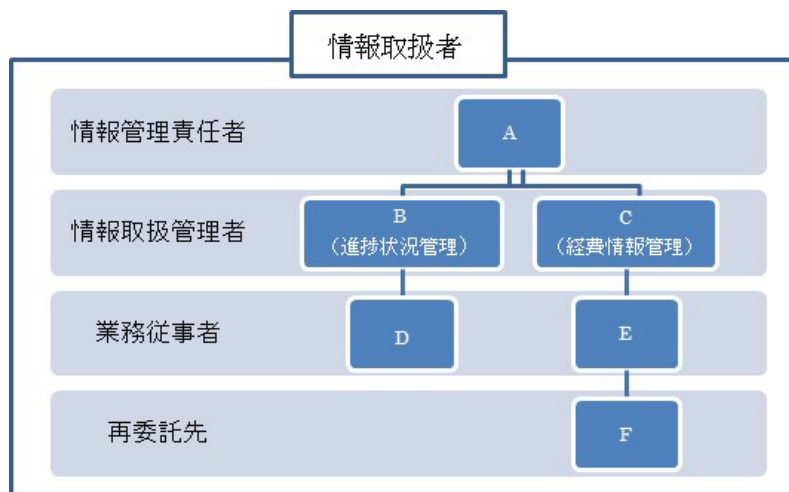 情報取扱者
情報管理責任者
A
情報取扱管理者
B
（進捗状況管理）
C
（経費情報管理）
業務従事者
D
E
再委託先
F